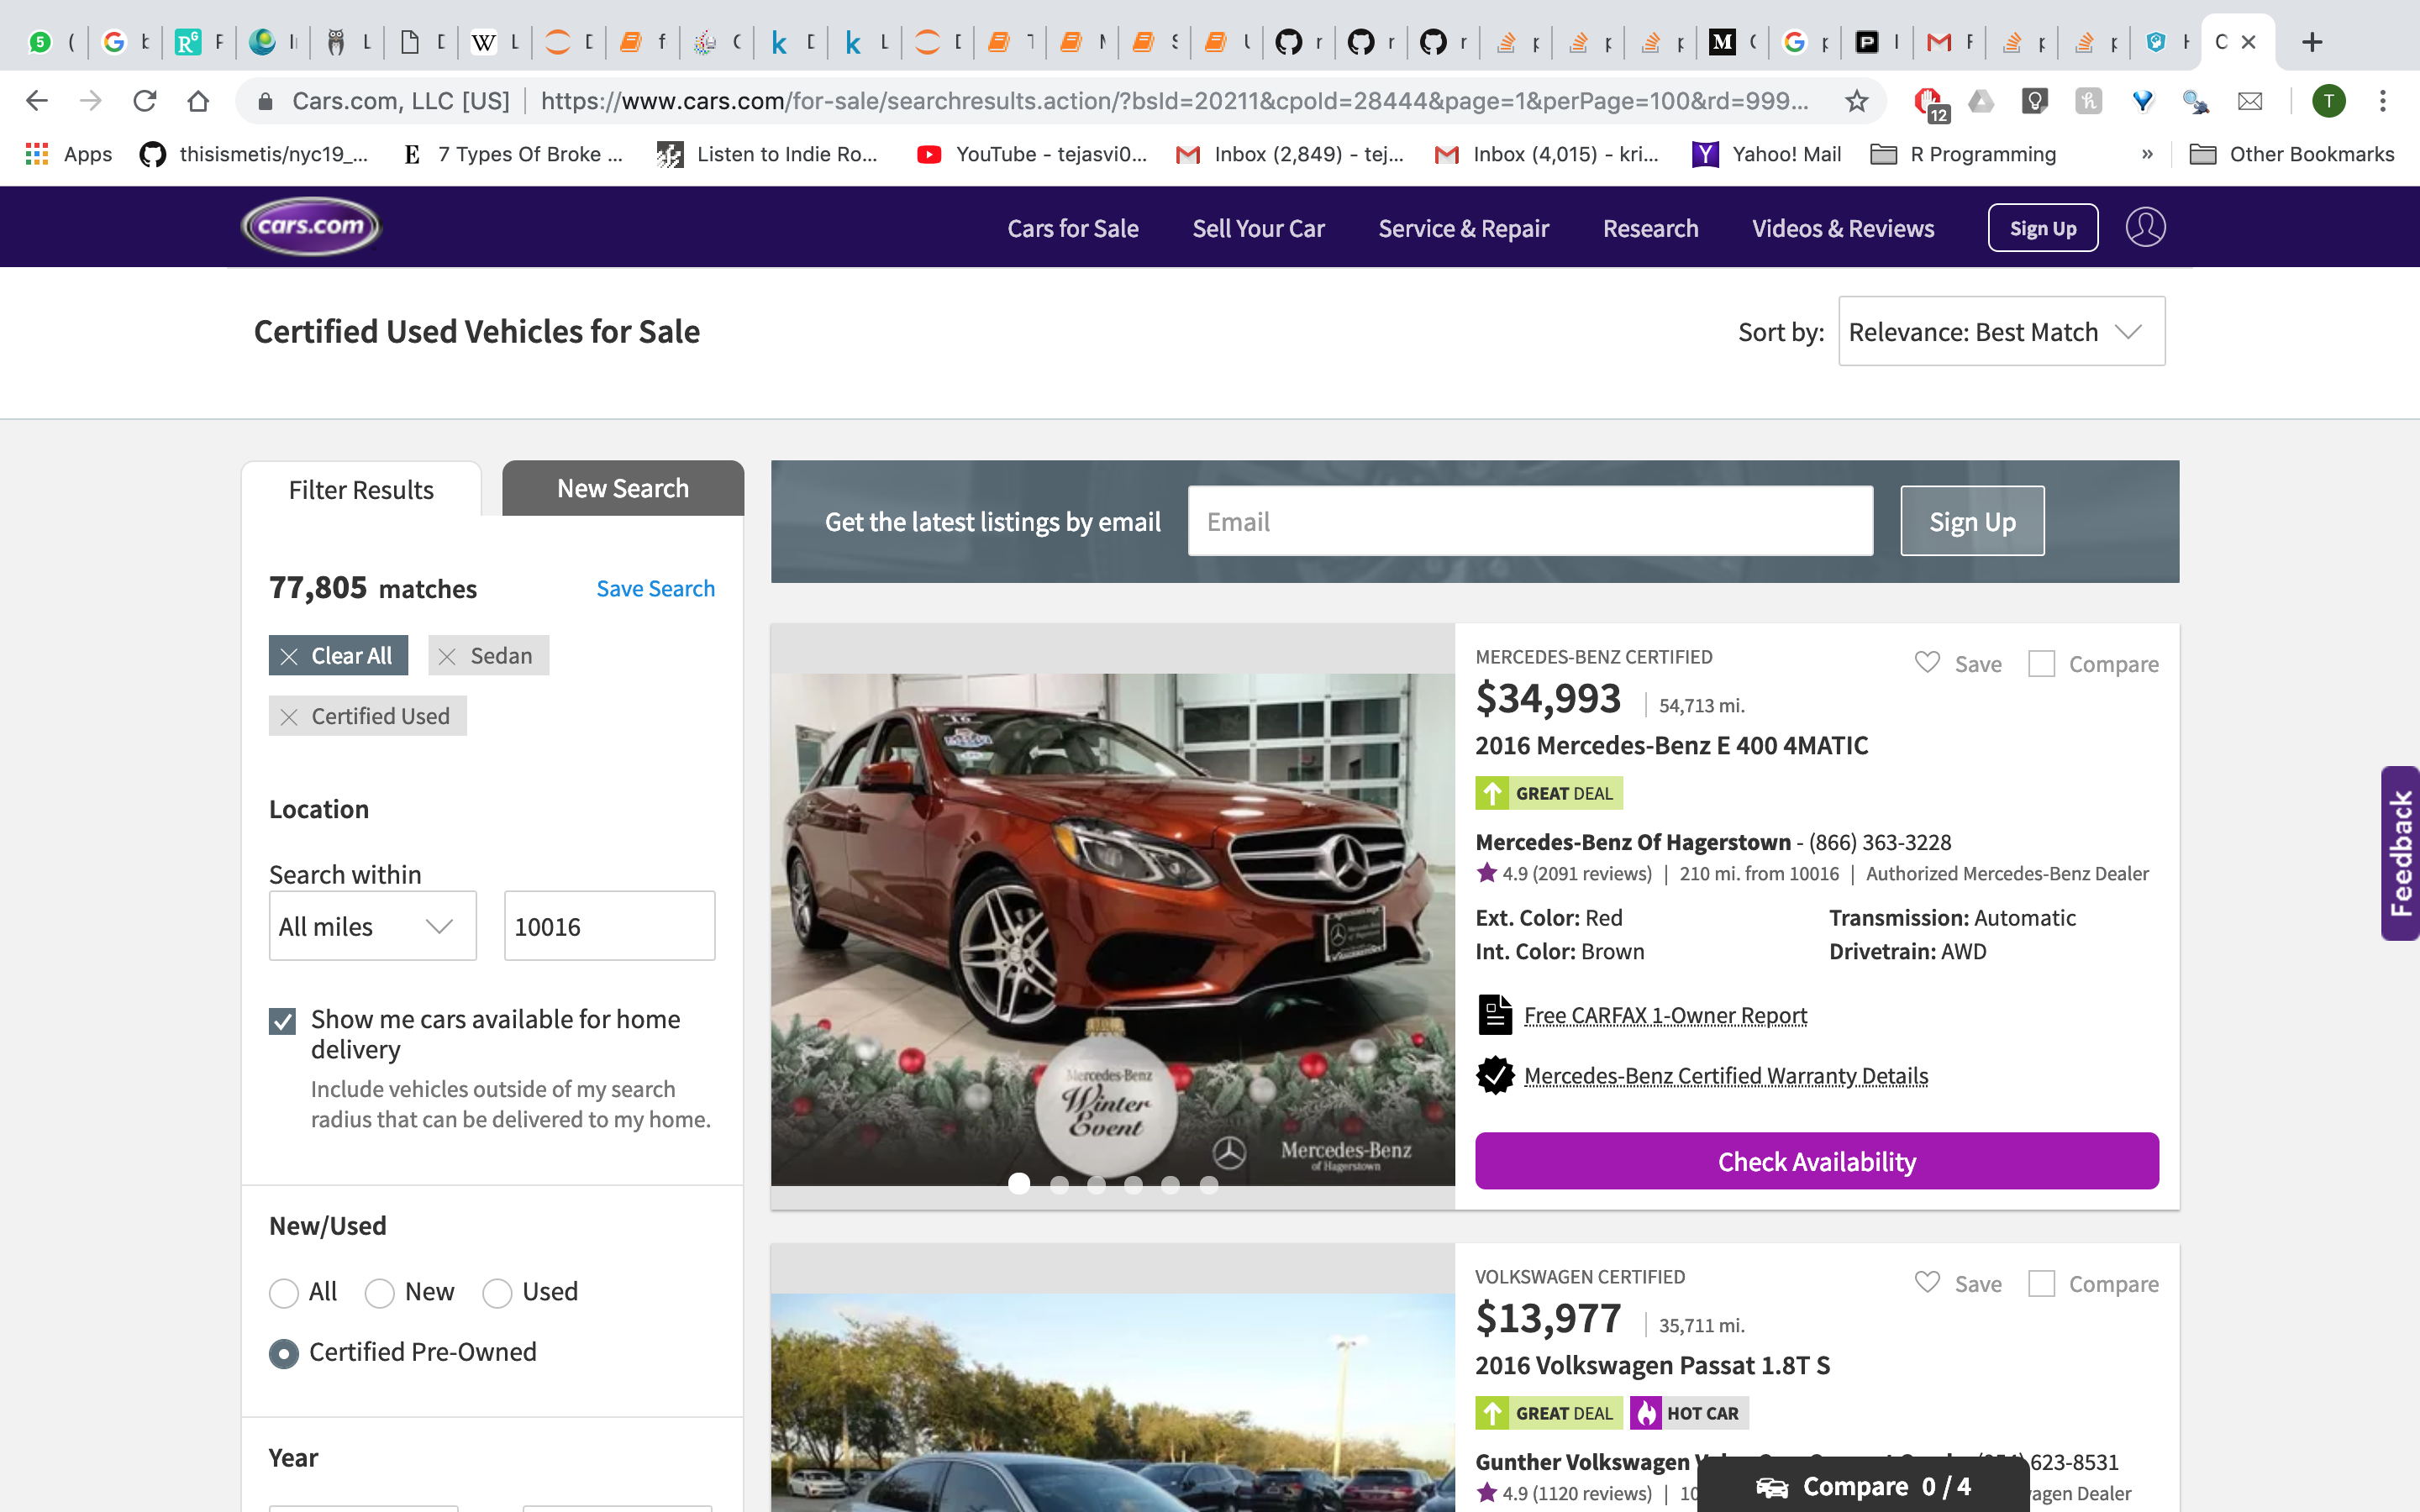 5 ( b F I L D W L D f C k D k L D T M S U r r r p p p M C p P I F p p H C
Cars.com, LLC [US] https://www.cars.com/for-sale/searchresults.action/?bsId=20211&cpoId=28444&page=1&perPage=100&rd=999... 12 T
Apps thisismetis/nyc19_... E 7 Types Of Broke ... Listen to Indie Ro... YouTube - tejasvi0... Inbox (2,849) - tej... Inbox (4,015) - kri... Yahoo! Mail R Programming » Other Bookmarks
cars.com Cars for Sale Sell Your Car Service & Repair Research Videos & Reviews Sign Up
Certified Used Vehicles for Sale
Sort by: Relevance: Best Match
Filter Results
New Search
77,805 matches Save Search
Clear All Sedan
Certified Used
Location
Search within
All miles 10016
Show me cars available for home
delivery
Include vehicles outside of my search
radius that can be delivered to my home.
New/Used
All New Used
Certified Pre-Owned
Year
Get the latest listings by email Email Sign Up
Mercedes-Benz
Winter
Event
Mercedes-Benz
of Hagerstown
MERCEDES-BENZ CERTIFIED
Save Compare
$34,993 54,713 mi.
2016 Mercedes-Benz E 400 4MATIC
GREAT DEAL
Mercedes-Benz Of Hagerstown - (866) 363-3228
4.9 (2091 reviews) | 210 mi. from 10016 | Authorized Mercedes-Benz Dealer
Ext. Color: Red Transmission: Automatic
Int. Color: Brown Drivetrain: AWD
Free CARFAX 1-Owner Report
Mercedes-Benz Certified Warranty Details
Check Availability
VOLKSWAGEN CERTIFIED
Save Compare
$13,977 35,711 mi.
2016 Volkswagen Passat 1.8T S
GREAT DEAL HOT CAR
Gunther Volkswagen 623-8531
4.9 (1120 reviews) | 10 agen Dealer
Compare 0 / 4
Feedback